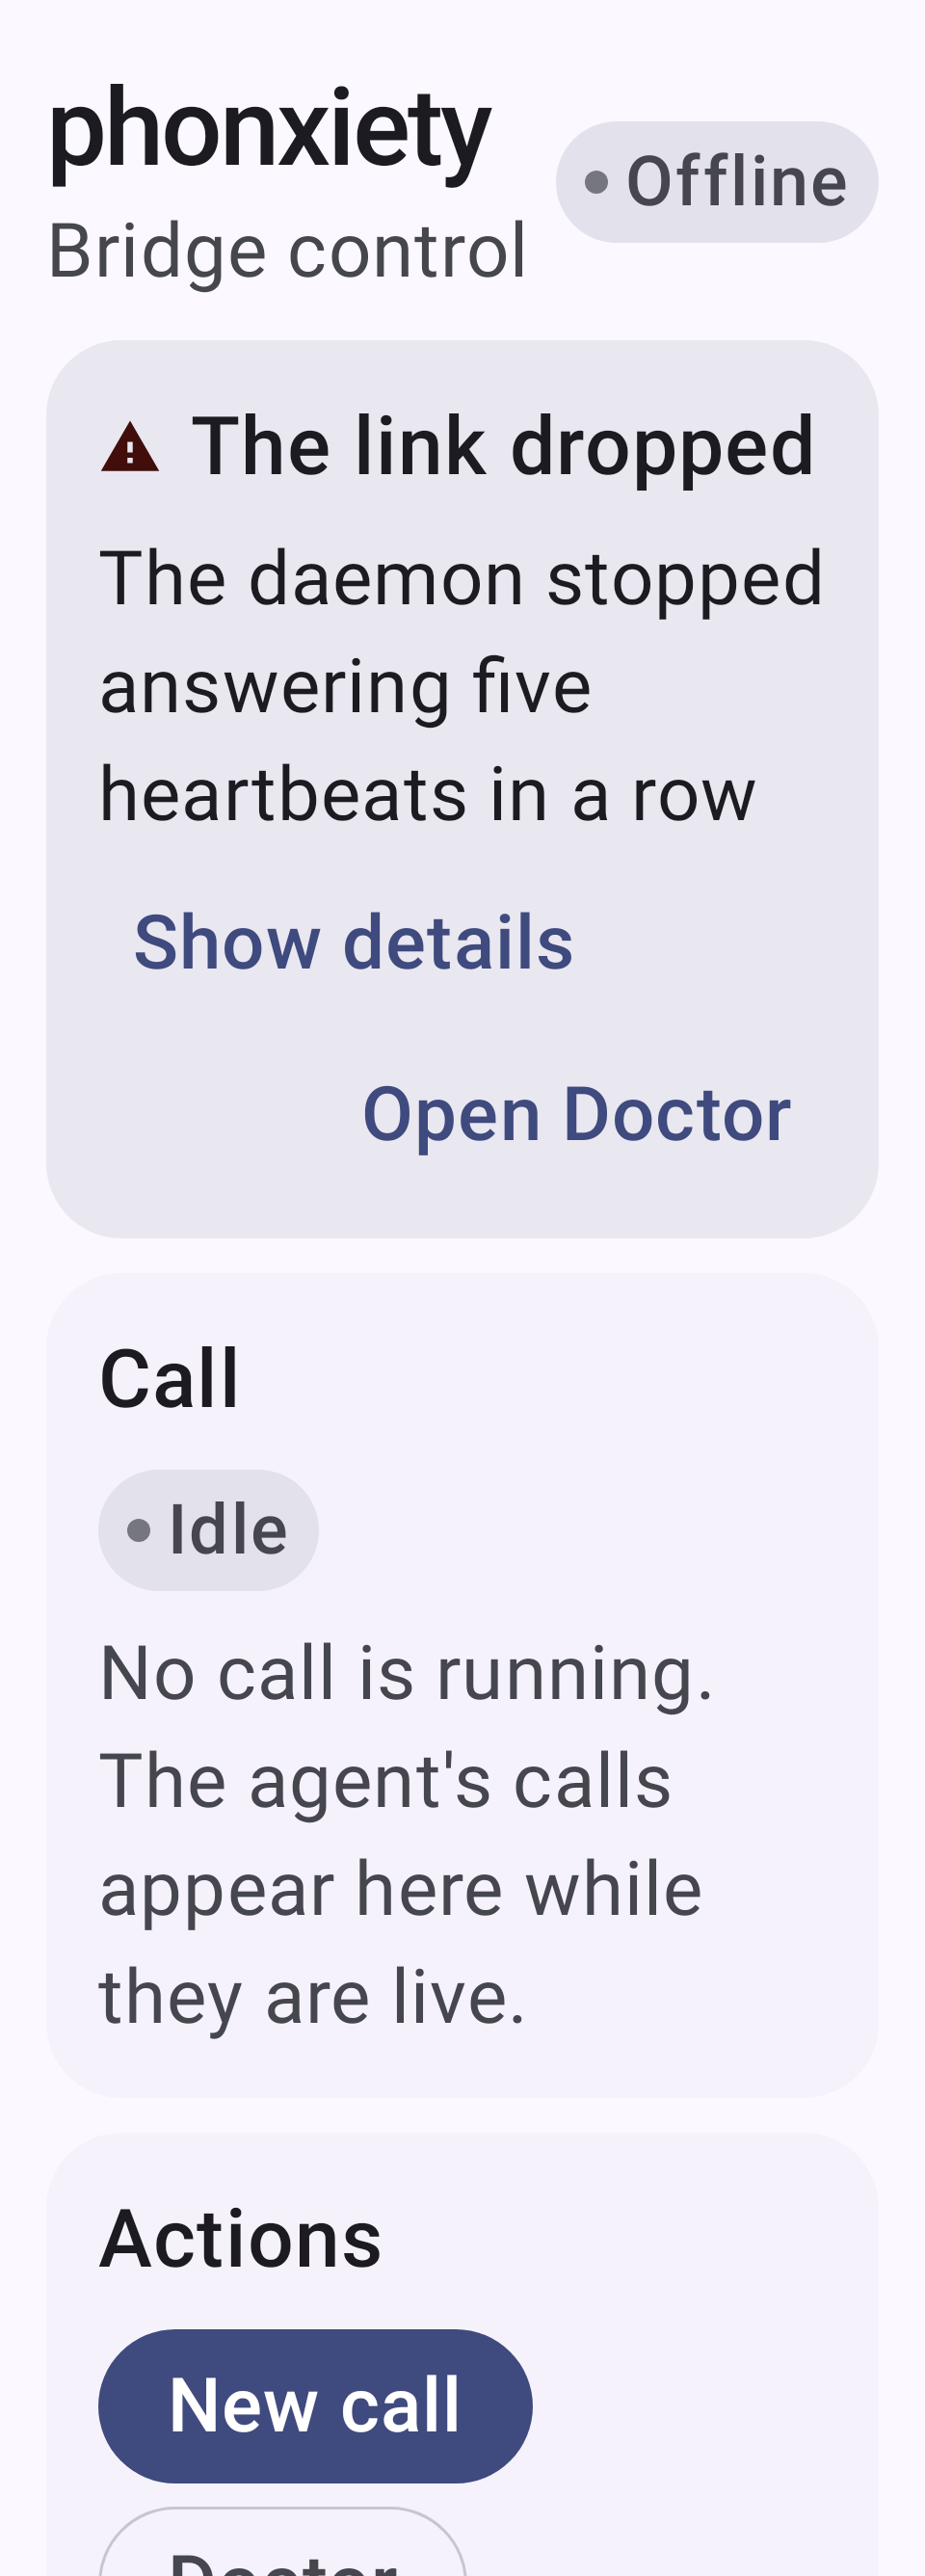 phonxiety
Bridge control
Offline
The link dropped
The daemon stopped
answering five
heartbeats in a row
Show details
Open Doctor
Call
Idle
No call is running.
The agent's calls
appear here while
they are live.
Actions
New call
Doctor